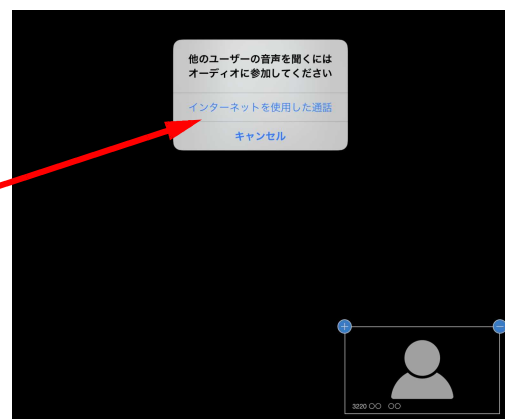 他のユーザーの音声を聞くには
オーディオに参加してください
インターネットを使用した通話
キャンセル
3220 〇〇 〇〇